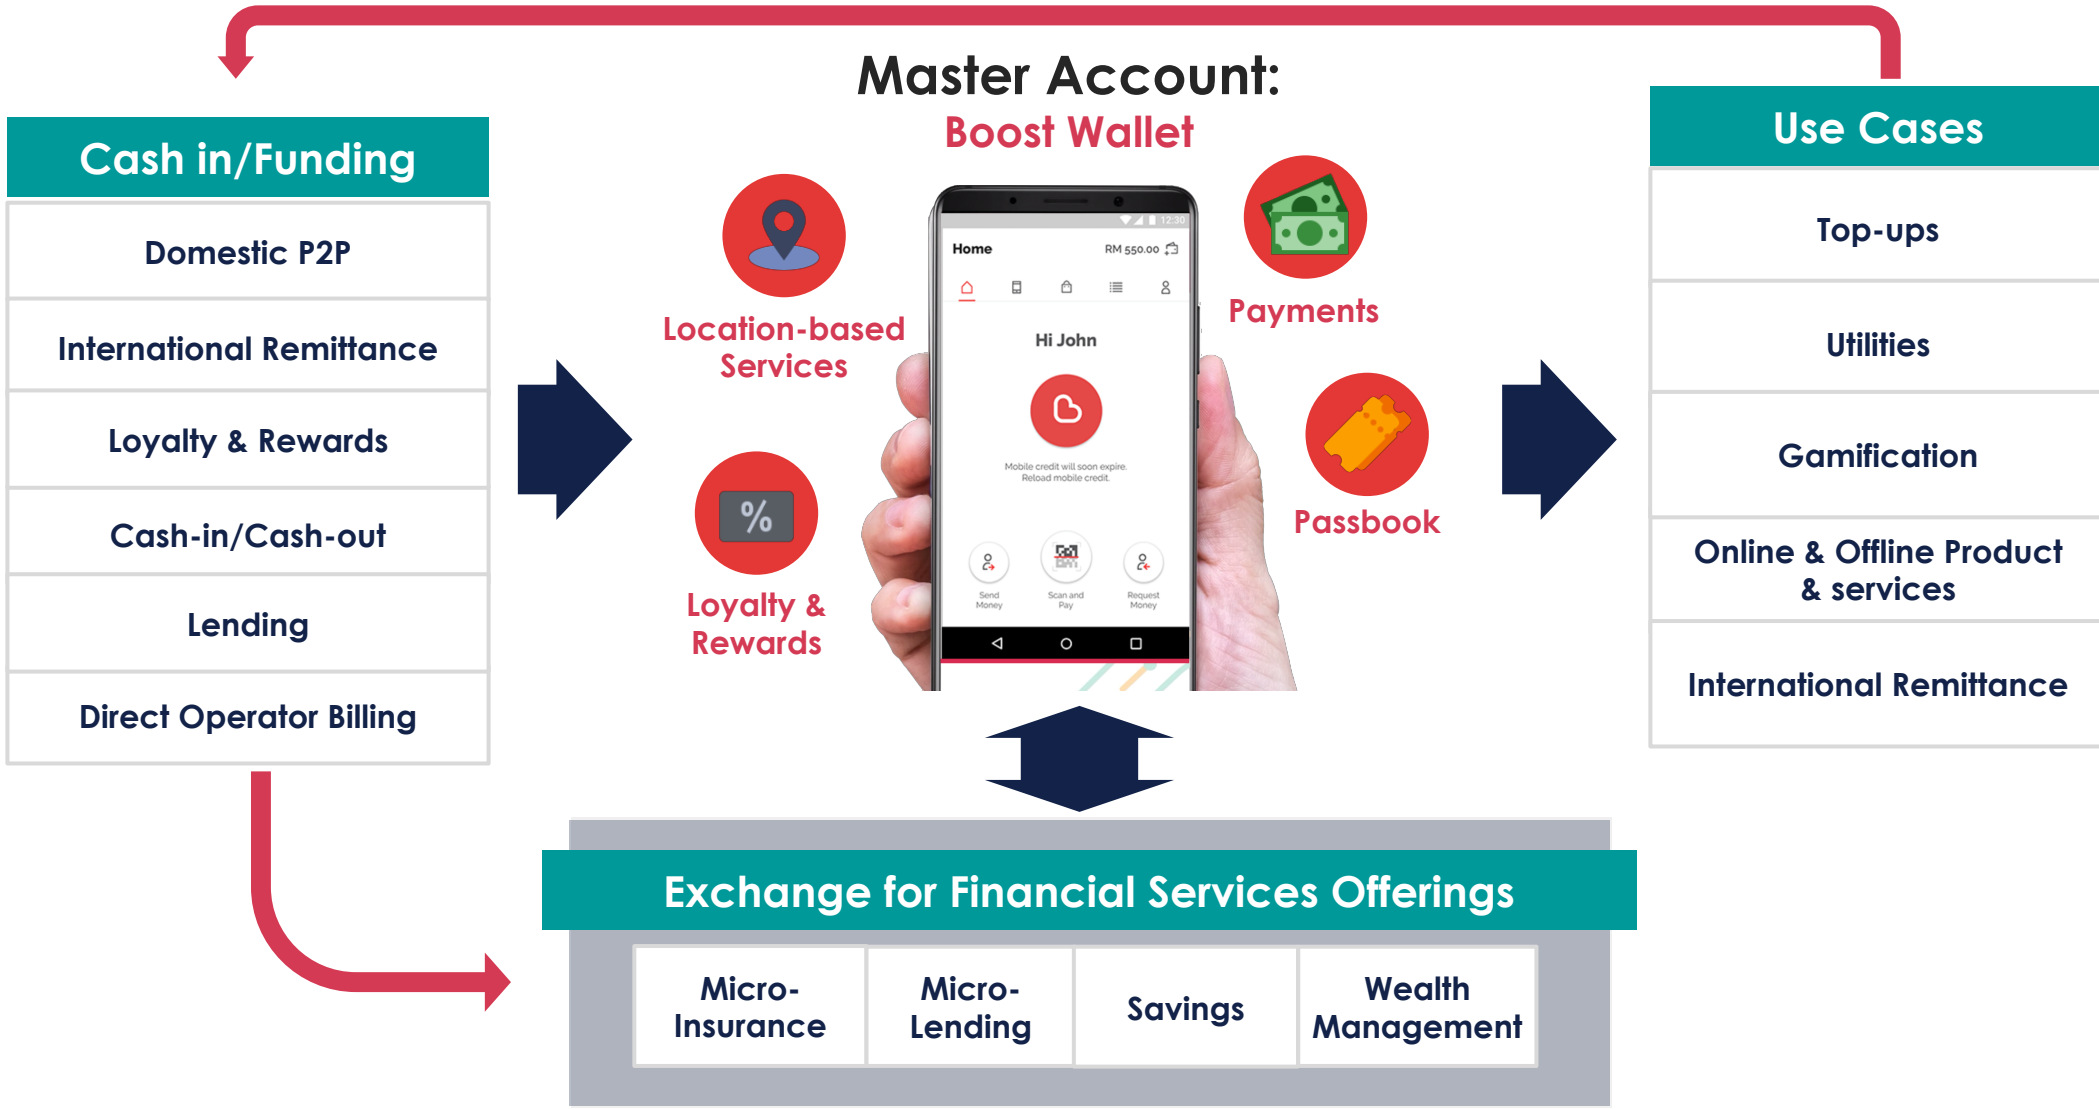 Master Account:
Boost Wallet
Cash in/Funding
Domestic P2P
International Remittance
Loyalty & Rewards
Cash-in/Cash-out
Lending
Direct Operator Billing
Location-based
Services
%
Loyalty &
Rewards
12:30
Home
RM 550.00
Hi John
Mobile credit will soon expire.
Reload mobile credit.
Send
Money
Scan and
Pay
Request
Money
Payments
Passbook
Use Cases
Top-ups
Utilities
Gamification
Online & Offline Product
& services
International Remittance
Exchange for Financial Services Offerings
Micro-
Insurance
Micro-
Lending
Savings
Wealth
Management